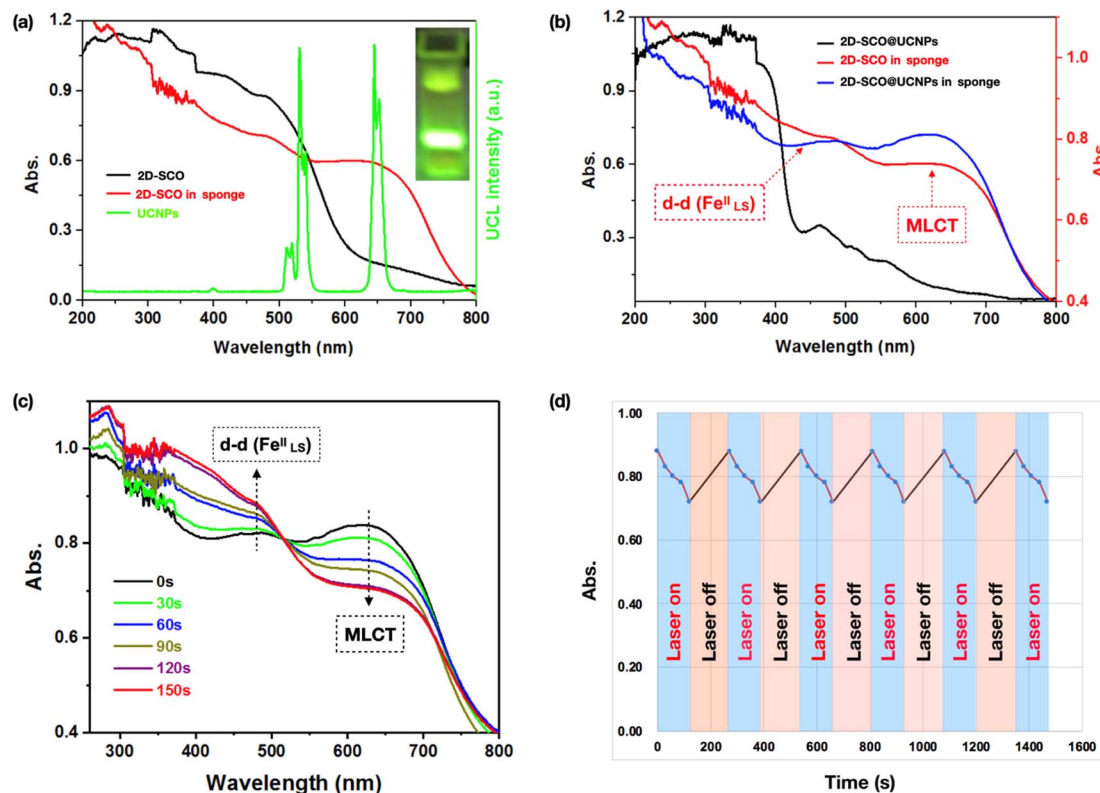 (a)
1.2
0.9
0.6
0.3
0.0
Abs.
2D-SCO
2D-SCO in sponge
UCNPs
UCL intensity (a.u.)
200 300 400 500 600 700 800
Wavelength (nm)
(b)
1.2
0.9
0.6
0.3
Abs.
2D-SCO@UCNPs
2D-SCO in sponge
2D-SCO@UCNPs in sponge
d-d (Feᴵᴵ LS)
MLCT
1.0
0.8
0.7
0.4
Abs.
200 300 400 500 600 700 800
Wavelength (nm)
(c)
1.0
0.8
0.6
0.4
Abs.
d-d (Feᴵᴵ LS)
MLCT
0s
30s
60s
90s
120s
150s
300 400 500 600 700 800
Wavelength (nm)
(d)
1.00
0.80
0.60
0.40
0.20
0.00
Abs.
Laser on
Laser off
Laser on
Laser off
Laser on
Laser off
Laser on
Laser off
Laser on
Laser off
Laser on
0 200 400 600 800 1000 1200 1400 1600
Time (s)